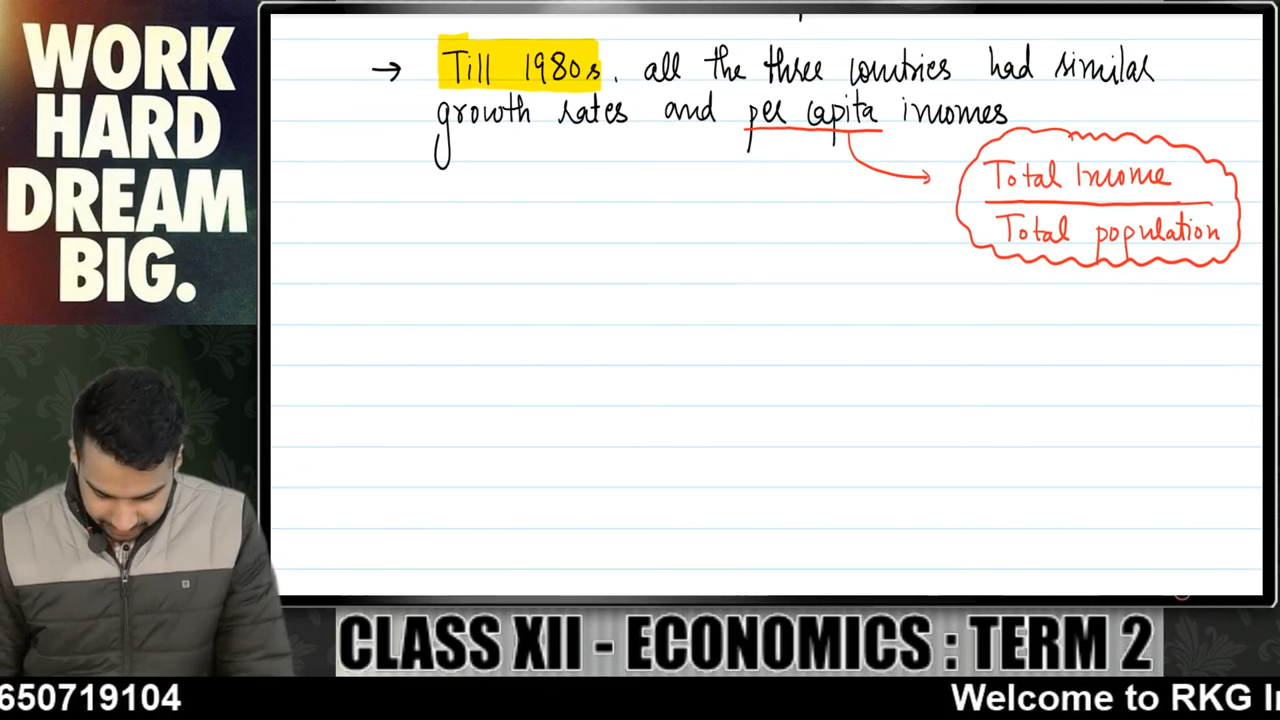 WORK
HARD
DREAM
BIG.
→ Till 1980s, all the three countries had similar
growth rates and per capita incomes
Total Income
Total population
CLASS XII - ECONOMICS : TERM 2
650719104
Welcome to RKG